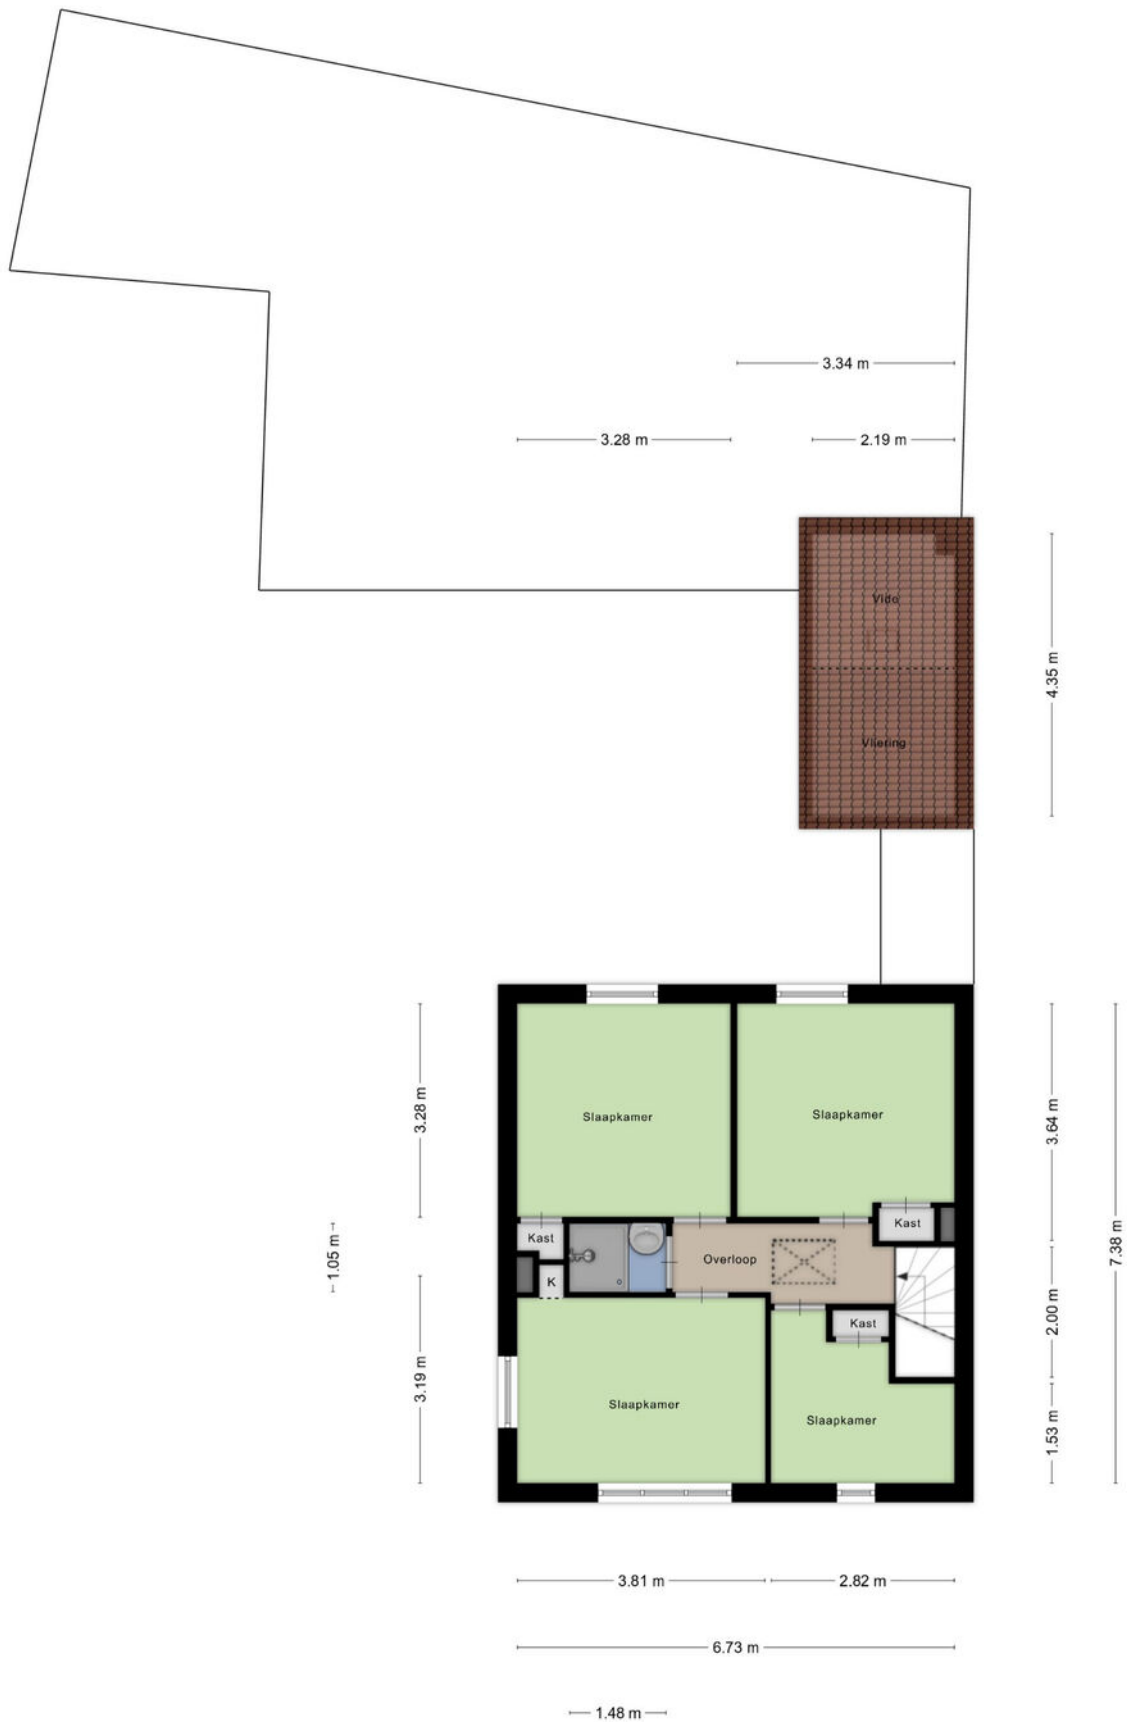 3.34 m
3.28 m
2.19 m
Vide
4.35 m
Vliering
3.28 m
Slaapkamer
Slaapkamer
3.64 m
7.38 m
Kast
Kast
1.05 m
Overloop
K
2.00 m
Kast
3.19 m
Slaapkamer
Slaapkamer
1.53 m
3.81 m
2.82 m
6.73 m
1.48 m